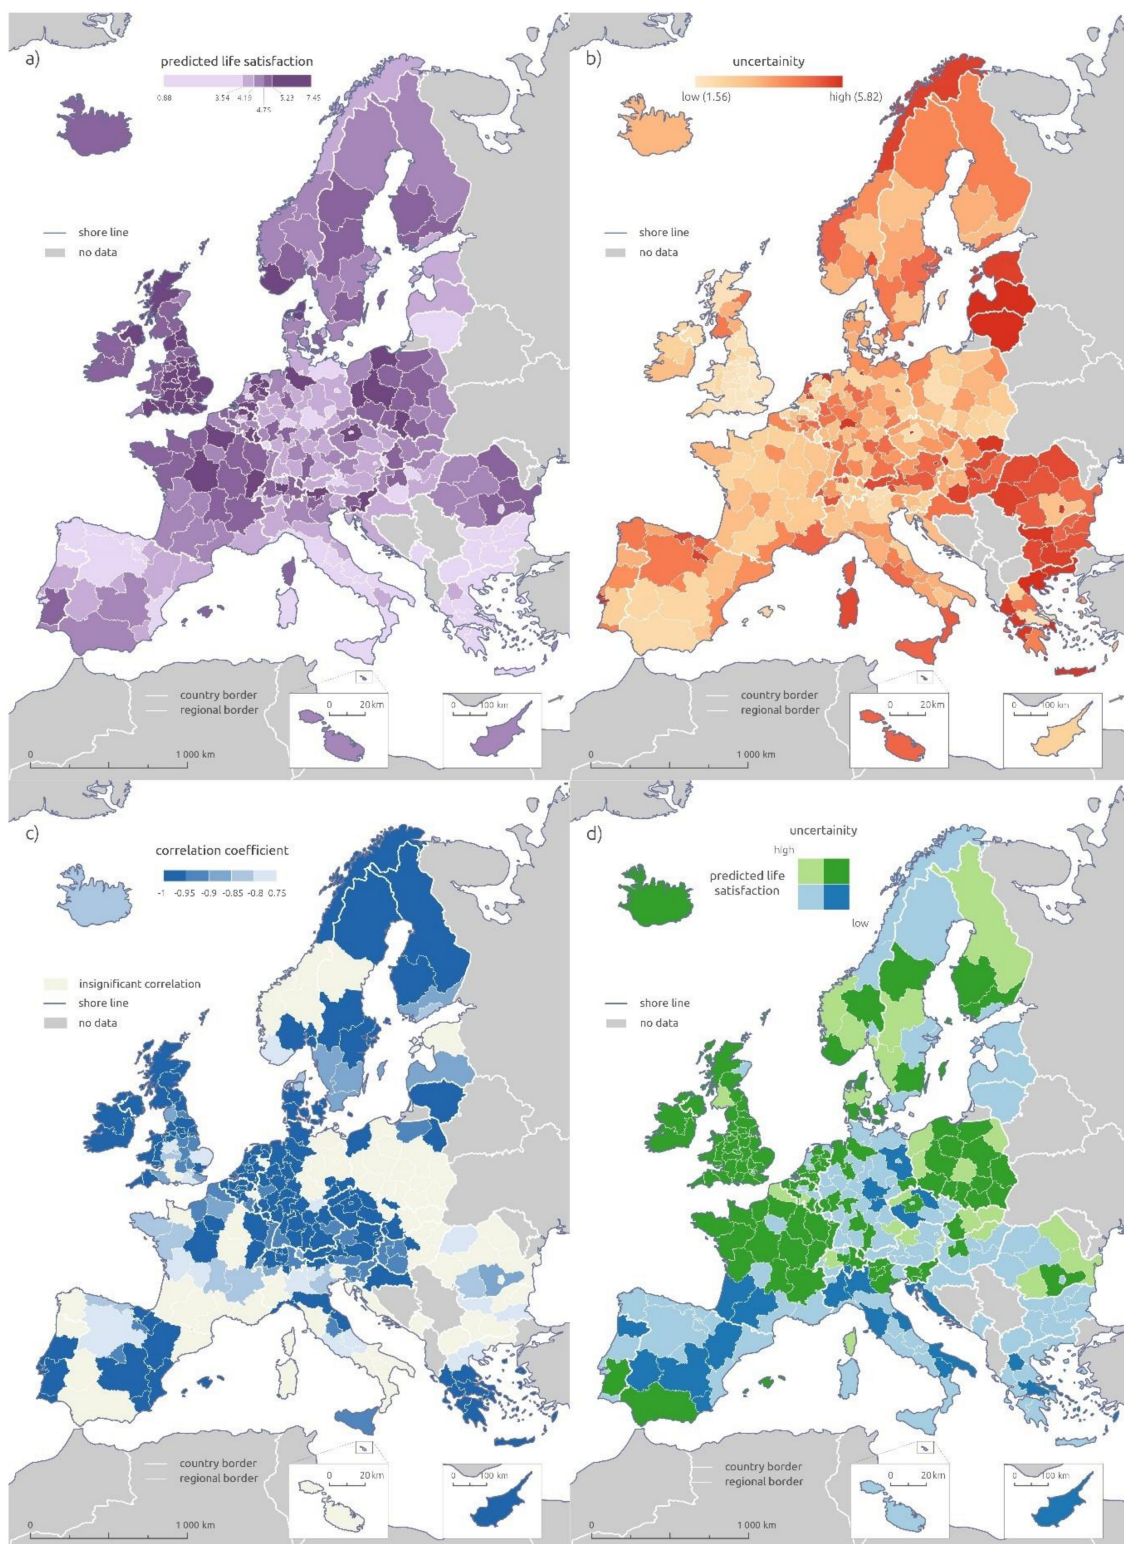 a)
predicted life satisfaction
0.88 3.54 4.19 5.23 7.45
4.75
shore line
no data
country border
regional border
0 20 km
0 100 km
0 1 000 km
b)
uncertainity
low (1.56) high (5.82)
shore line
no data
country border
regional border
0 20 km
0 100 km
0 1 000 km
c)
correlation coefficient
-1 -0.95 -0.9 -0.85 -0.8 0.75
insignificant correlation
shore line
no data
country border
regional border
0 20 km
0 100 km
0 1 000 km
d)
uncertainity
high
predicted life
satisfaction
low
shore line
no data
country border
regional border
0 20 km
0 100 km
0 1 000 km